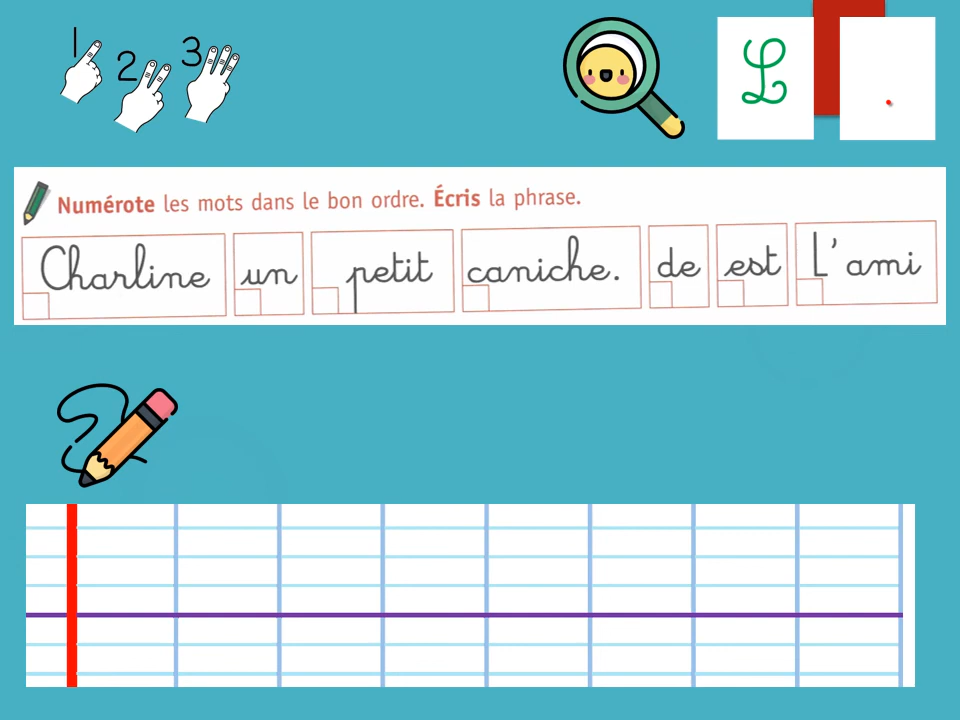 1 2 3
L .
Numérote les mots dans le bon ordre. Écris la phrase.
Charline un petit caniche. de est L'ami